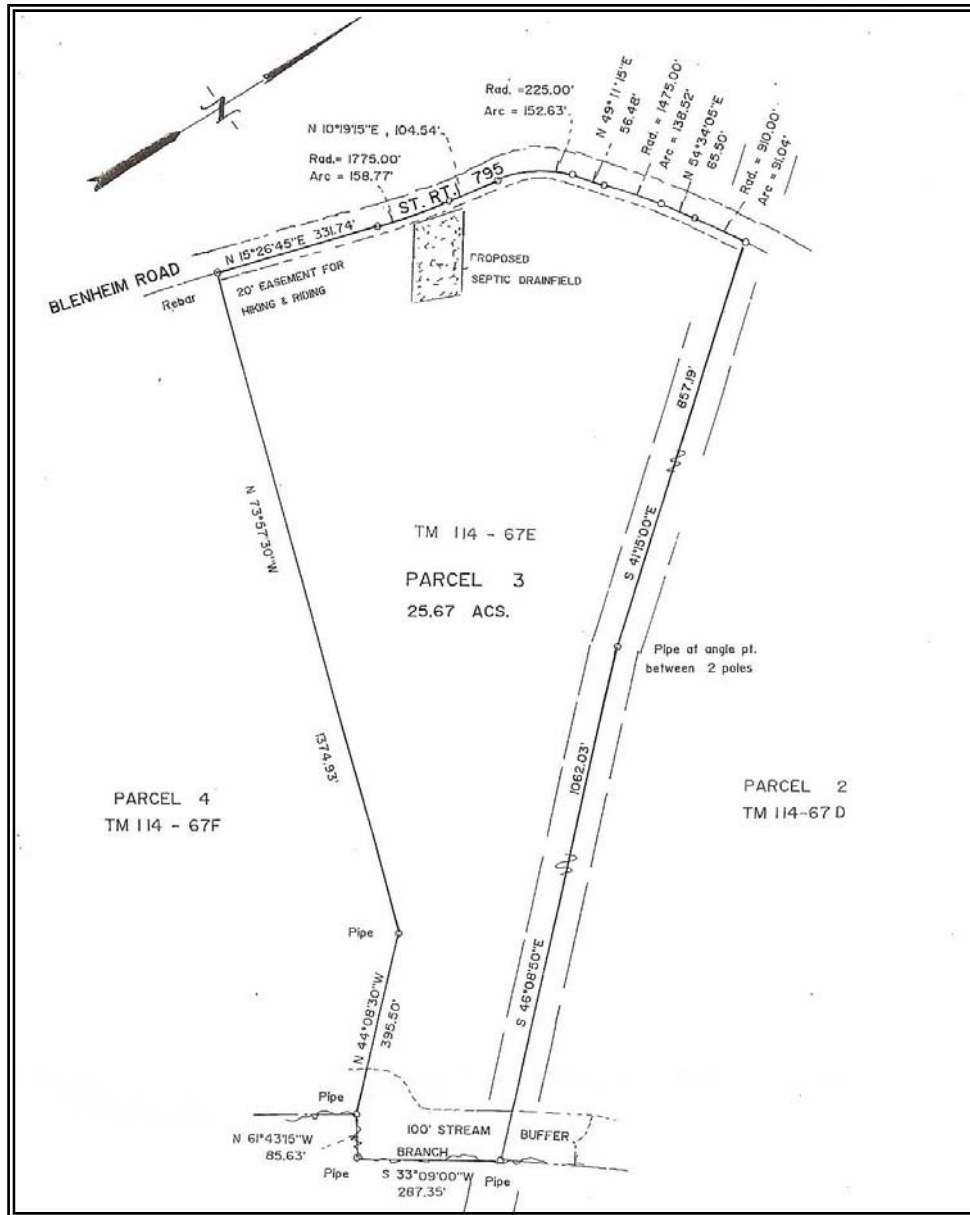 N
Rad. = 225.00'
Arc = 152.63'
N 49°11'15"E
56.48'
Rad. = 1475.00'
Arc = 138.52'
N 54°34'05"E
65.50'
Rad. = 910.00'
Arc = 91.04'
N 10°19'15"E , 104.54'
Rad. = 1775.00'
Arc = 158.77'
ST. RT. 795
N 15°26'45"E 331.74'
BLENHEIM ROAD
Rebar
20' EASEMENT FOR
HIKING & RIDING
PROPOSED
SEPTIC DRAINFIELD
857.19'
S 41°15'00"E
N 73°57'30"W
1374.93'
TM 114 - 67E
PARCEL 3
25.67 ACS.
Pipe at angle pt.
between 2 poles
1062.03'
S 46°08'50"E
PARCEL 4
TM 114 - 67F
PARCEL 2
TM 114-67D
Pipe
N 44°08'30"W
395.50'
Pipe
N 61°43'15"W
85.63'
100' STREAM BUFFER
BRANCH
Pipe
S 33°09'00"W
287.35'
Pipe